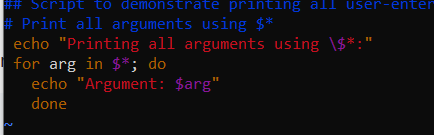 ## Script to demonstrate printing all user-enter
# Print all arguments using $*
echo "Printing all arguments using \$*:"
for arg in $*; do
echo "Argument: $arg"
done
~